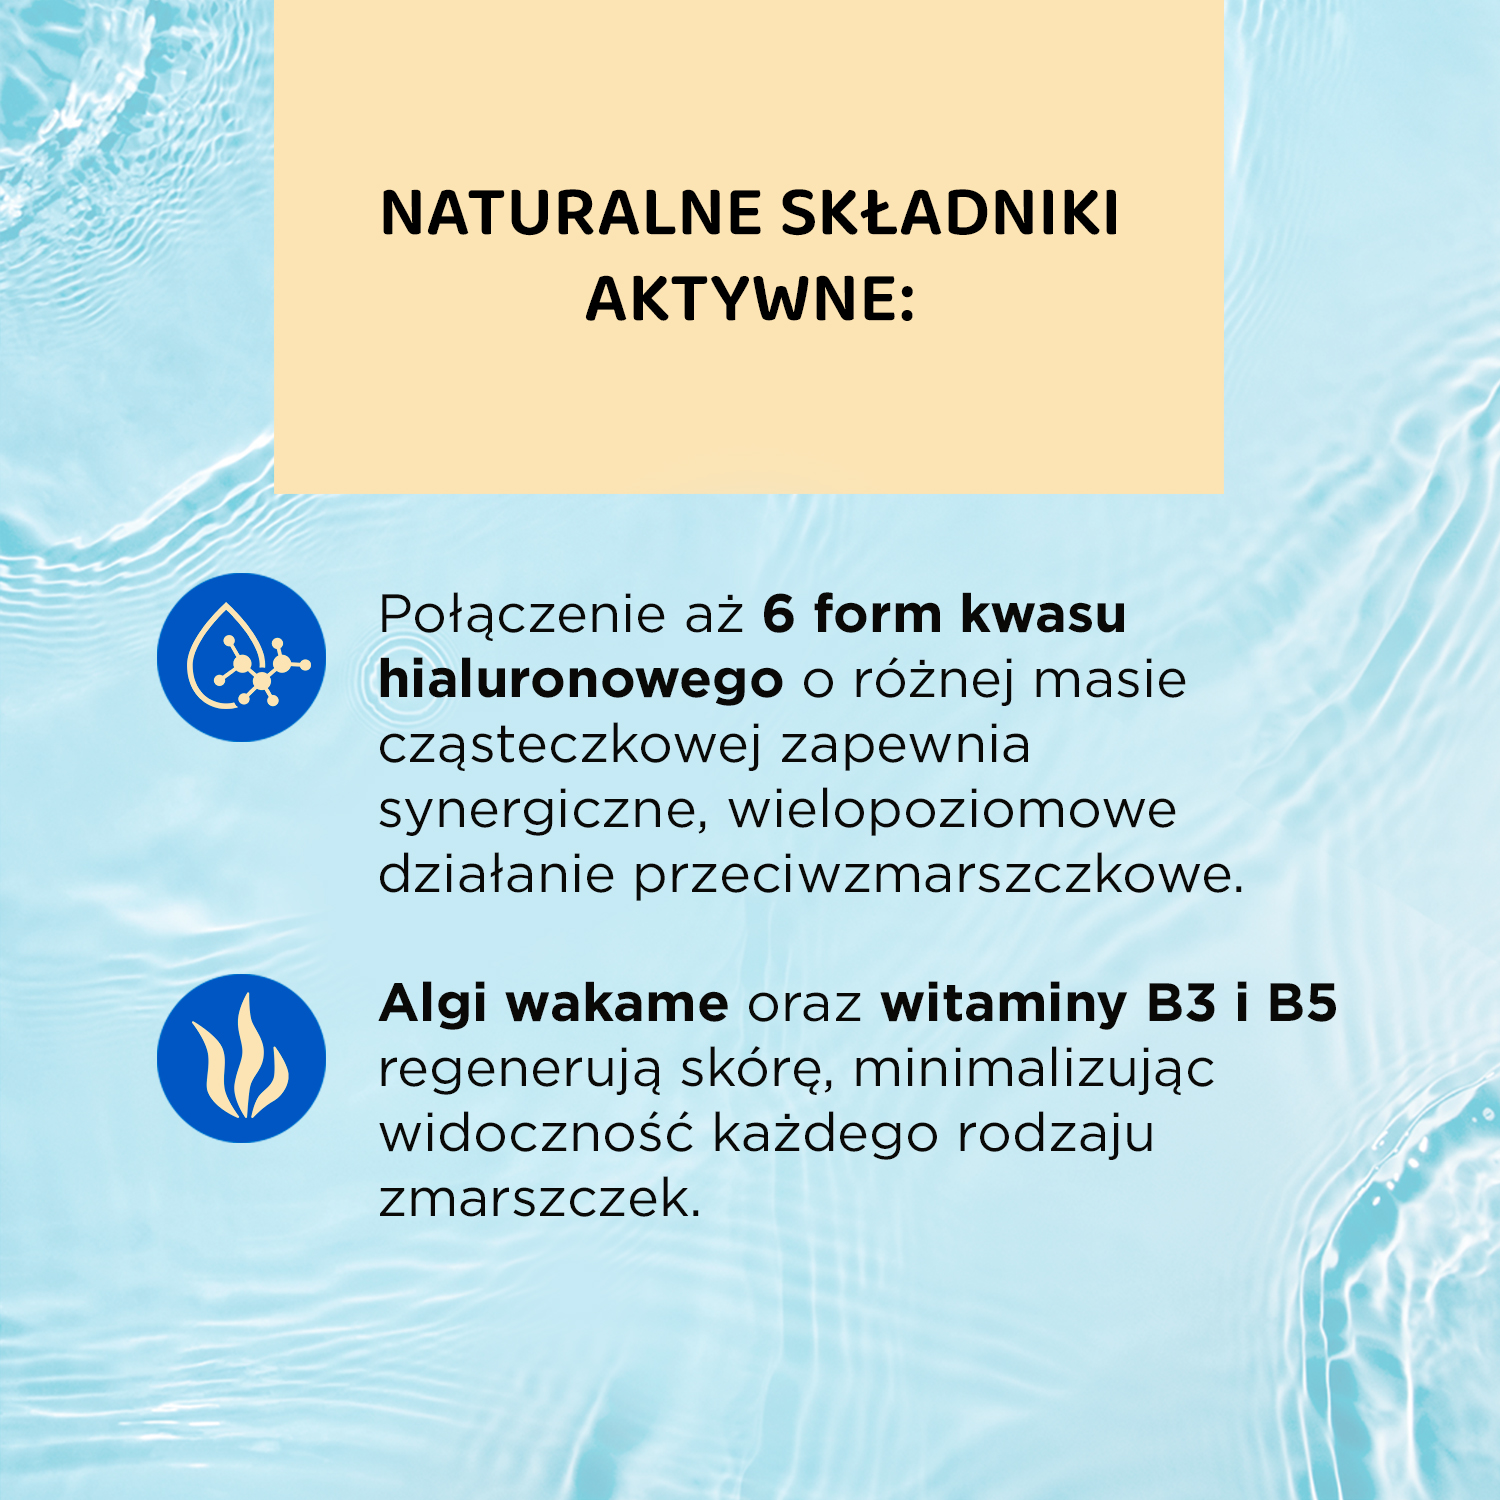 NATURALNE SKŁADNIKI
AKTYWNE:
Połączenie aż 6 form kwasu
hialuronowego o różnej masie
cząsteczkowej zapewnia
synergiczne, wielopoziomowe
działanie przeciwzmarszczkowe.
Algi wakame oraz witaminy B3 i B5
regenerują skórę, minimalizując
widoczność każdego rodzaju
zmarszczek.